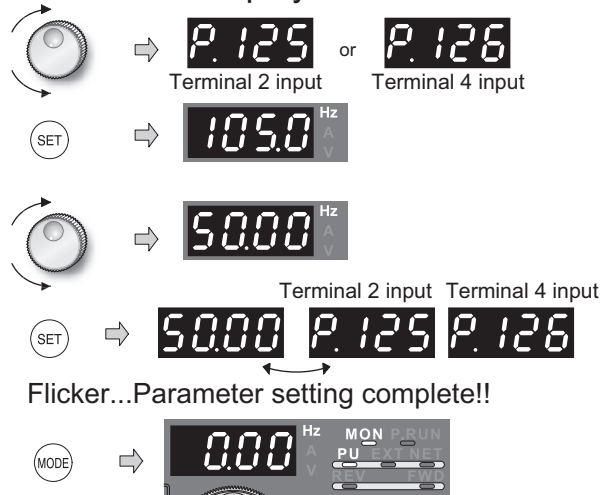 P. 125 or P. 126
Terminal 2 input Terminal 4 input
SET
105.0 Hz
A
V
50.00 Hz
A
V
Terminal 2 input Terminal 4 input
SET 50.00 P. 125 P. 126
Flicker...Parameter setting complete!!
MODE
0.00 Hz MON P.RUN
A PU EXT NET
V REV FWD